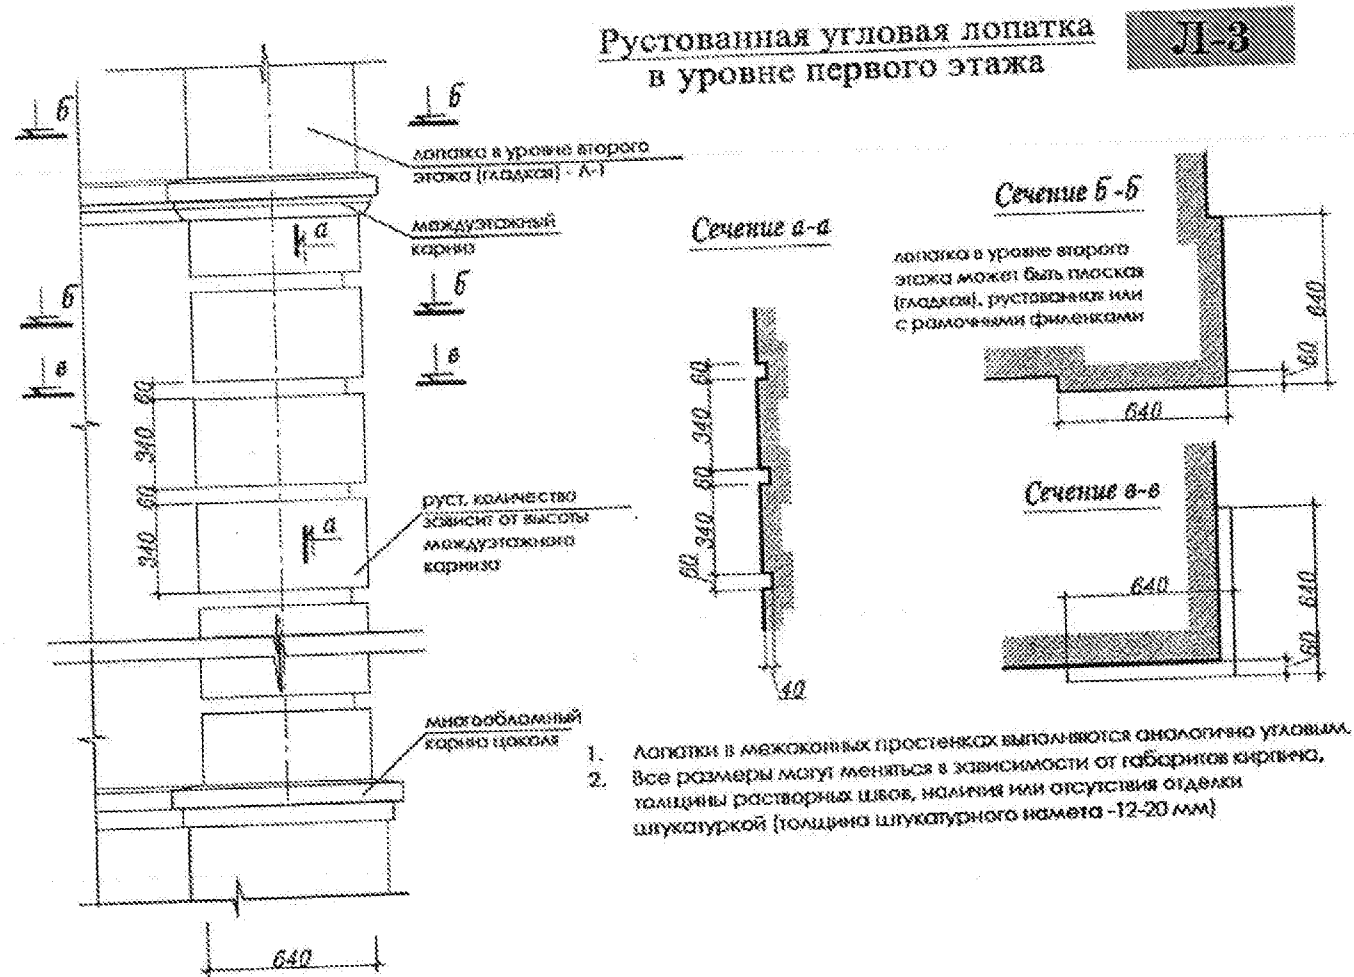 Рустованная угловая лопатка
в уровне первого этажа
Л-3
б
б
лопатка в уровне второго
этажа (гладкая) - Л-1
междуэтажный
карниз
а
б
б
в
в
60
340
60
340
руст, количество
зависит от высоты
междуэтажного
карниза
а
многообломный
карниз цоколя
640
Сечение а-а
60
340
60
340
60
40
Сечение б-б
лопатка в уровне второго
этажа может быть плоская
(гладкая), рустованная или
с рамочными филенками
640
60
640
Сечение в-в
640
640
60
1. Лопатки в межоконных простенках выполняются аналогично угловым.
2. Все размеры могут меняться в зависимости от габаритов кирпича,
толщины растворных швов, наличия или отсутствия отделки
штукатуркой (толщина штукатурного намета -12-20 мм)